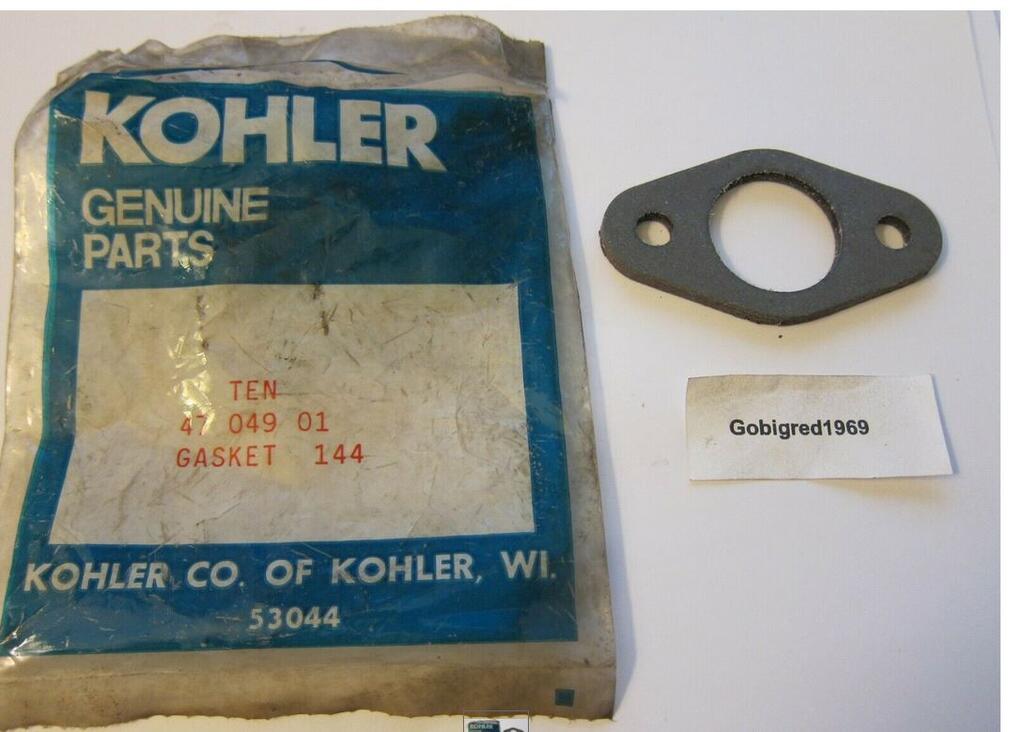 KOHLER
GENUINE
PARTS
TEN
47 049 01
GASKET 144
KOHLER CO. OF KOHLER, WI.
53044
Gobigred1969